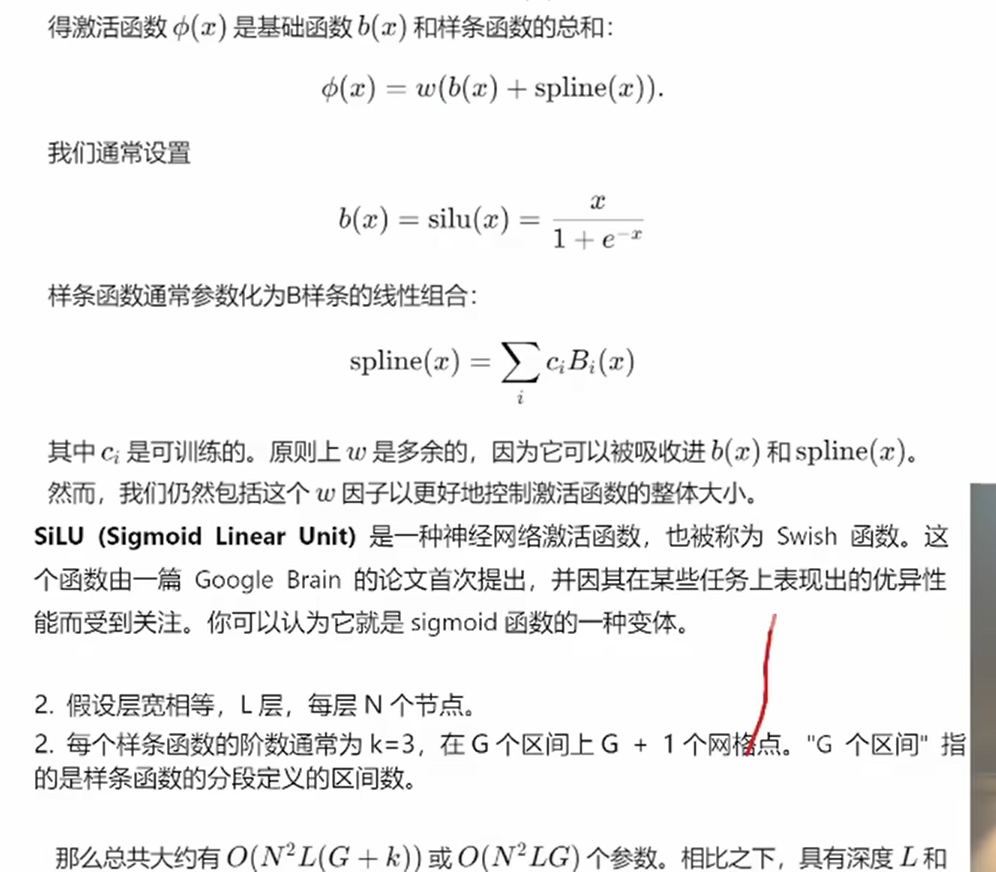 得激活函数 ϕ(x) 是基础函数 b(x) 和样条函数的总和：
ϕ(x) = w(b(x) + spline(x)).
我们通常设置
b(x) = silu(x) = x / (1 + e^{-x})
样条函数通常参数化为B样条的线性组合：
spline(x) = ∑_i c_i B_i(x)
其中 c_i 是可训练的。原则上 w 是多余的，因为它可以被吸收进 b(x) 和 spline(x)。
然而，我们仍然包括这个 w 因子以更好地控制激活函数的整体大小。
SiLU (Sigmoid Linear Unit) 是一种神经网络激活函数，也被称为 Swish 函数。这
个函数由一篇 Google Brain 的论文首次提出，并因其在某些任务上表现出的优异性
能而受到关注。你可以认为它就是 sigmoid 函数的一种变体。
2. 假设层宽相等，L 层，每层 N 个节点。
2. 每个样条函数的阶数通常为 k=3，在 G 个区间上 G + 1 个网格点。"G 个区间" 指
的是样条函数的分段定义的区间数。
那么总共大约有 O(N²L(G + k)) 或 O(N²LG) 个参数。相比之下，具有深度 L 和